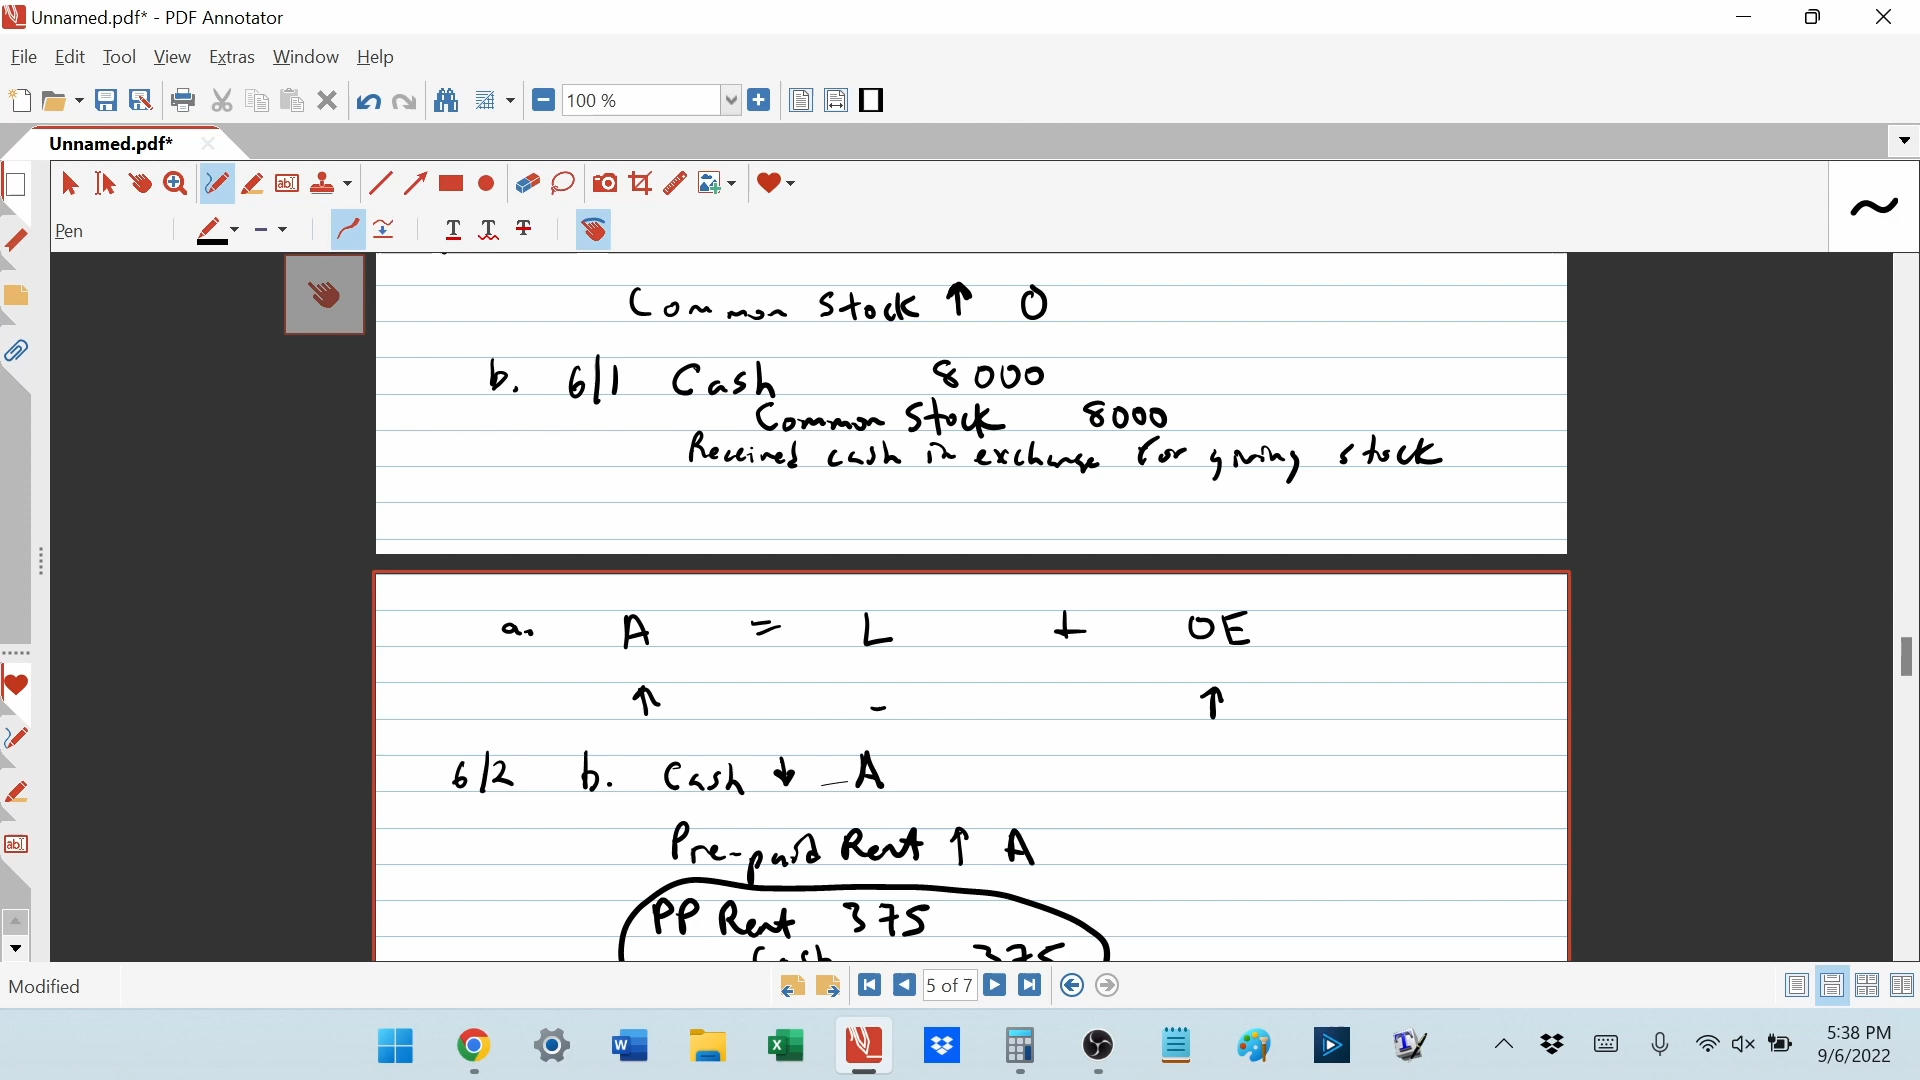 Unnamed.pdf* - PDF Annotator
File Edit Tool View Extras Window Help
100 %
Unnamed.pdf*
Pen
Common Stock ↑ O
b. 6/1 Cash 8000
Common Stock 8000
Received cash in exchange for giving stock
a. A = L + OE
↑ - ↑
6/2 b. Cash ↓ - A
Pre-paid Rent ↑ A
PP Rent 375
Cash 375
Modified
5 of 7
5:38 PM
9/6/2022